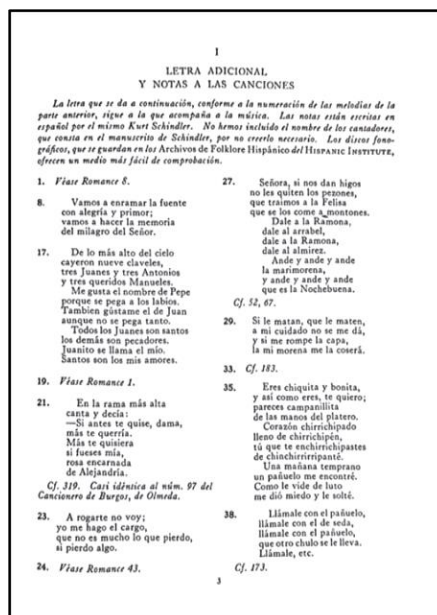 I
LETRA ADICIONAL
Y NOTAS A LAS CANCIONES
La letra que se da a continuación, conforme a la numeración de las melodías de la
parte anterior, sigue a la que acompaña a la música. Las notas están escritas en
español por el mismo Kurt Schindler. No hemos incluído el nombre de los cantadores,
que consta en el manuscrito de Schindler, por no creerlo necesario. Los discos fono-
gráficos, que se guardan en los Archivos de Folklore Hispánico del HISPANIC INSTITUTE,
ofrecen un medio más fácil de comprobación.
1. Véase Romance 8.
8. Vamos a enramar la fuente
con alegría y primor;
vamos a hacer la memoria
del milagro del Señor.
17. De lo más alto del cielo
cayeron nueve claveles,
tres Juanes y tres Antonios
y tres queridos Manueles.
Me gusta el nombre de Pepe
porque se pega a los labios.
Tambien gústame el de Juan
aunque no se pega tanto.
Todos los Juanes son santos
los demás son pecadores.
Juanito se llama el mío.
Santos son los mis amores.
19. Véase Romance 1.
21. En la rama más alta
canta y decía:
—Si antes te quise, dama,
más te querría.
Más te quisiera
si fueses mía,
rosa encarnada
de Alejandría.
Cf. 319. Casi idéntica al núm. 97 del
Cancionero de Burgos, de Olmeda.
23. A rogarte no voy;
yo me hago el cargo,
que no es mucho lo que pierdo,
si pierdo algo.
24. Véase Romance 43.
27. Señora, si nos dan higos
no les quiten los pezones,
que traimos a la Felisa
que se los come a montones.
Dale a la Ramona,
dale al arrabel,
dale a la Ramona,
dale al almirez.
Ande y ande y ande
la marimorena,
y ande y ande y ande
que es la Nochebuena.
Cf. 52, 67.
29. Si le matan, que le maten,
a mi cuidado no se me dá,
y si me rompe la capa,
la mi morena me la coserá.
33. Cf. 183.
35. Eres chiquita y bonita,
y así como eres, te quiero;
pareces campanillita
de las manos del platero.
Corazón chirrichipado
lleno de chirrichipén,
tú que te enchirrichipastes
de chinchirrirripanté.
Una mañana temprano
un pañuelo me encontré.
Como le vide de luto
me dió miedo y le solté.
38. Llámale con el pañuelo,
llámale con el de seda,
llámale con el pañuelo,
que otro chulo se le lleva.
Llámale, etc.
Cf. 173.
3